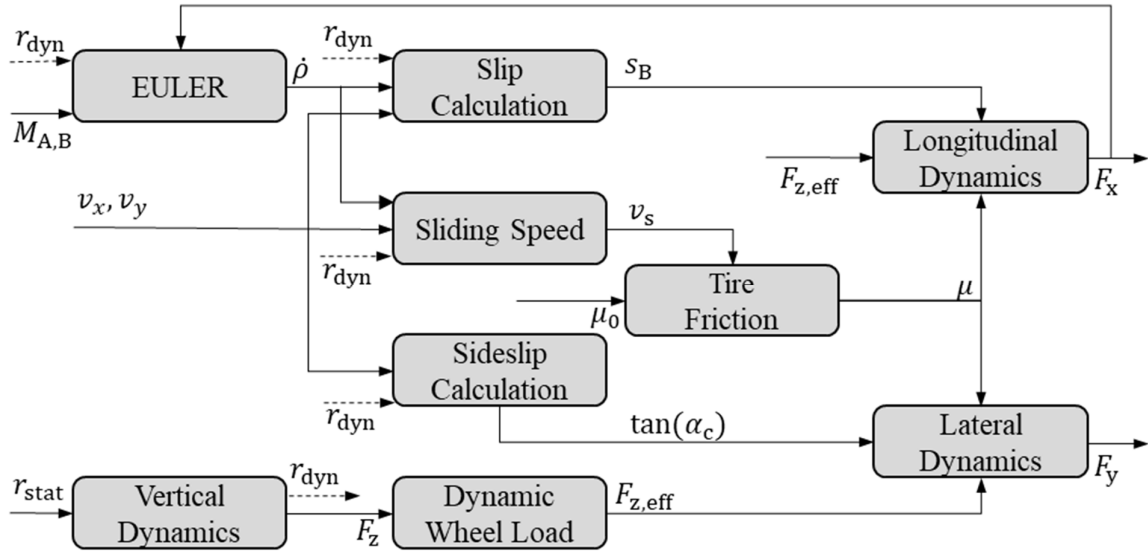 r_dyn
EULER
M_A,B
ρ̇
r_dyn
Slip
Calculation
s_B
F_z,eff
Longitudinal
Dynamics
F_x
v_x, v_y
Sliding Speed
r_dyn
v_s
μ_0
Tire
Friction
μ
Sideslip
Calculation
r_dyn
tan(α_c)
Lateral
Dynamics
F_y
r_stat
Vertical
Dynamics
r_dyn
F_z
Dynamic
Wheel Load
F_z,eff